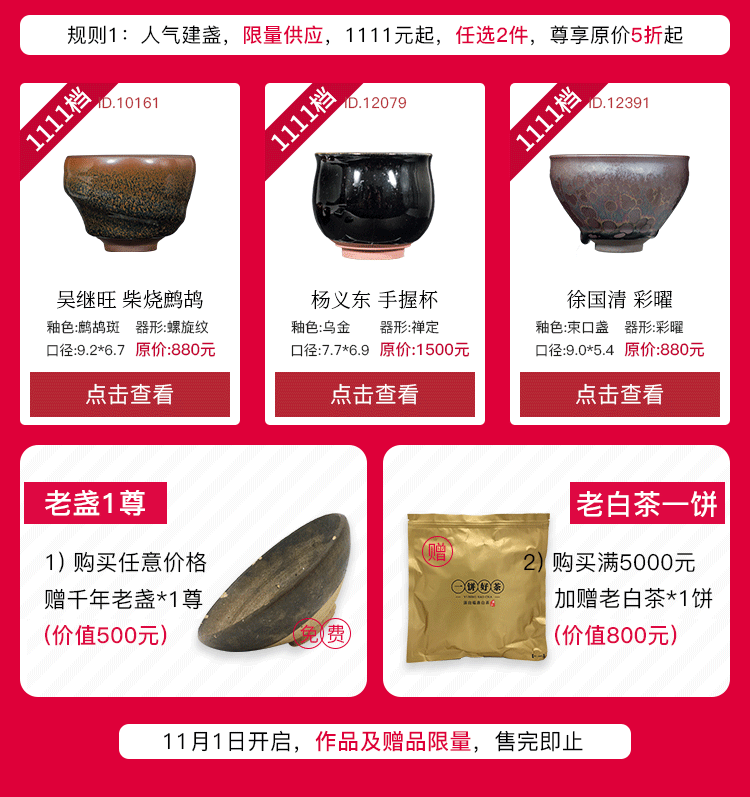 规则1：人气建盏，限量供应，1111元起，任选2件，尊享原价5折起
1111档
ID.10161
1111档
ID.12079
1111档
ID.12391
吴继旺 柴烧鹧鸪
釉色:鹧鸪斑 器形:螺旋纹
口径:9.2*6.7 原价:880元
点击查看
杨义东 手握杯
釉色:乌金 器形:禅定
口径:7.7*6.9 原价:1500元
点击查看
徐国清 彩曜
釉色:束口盏 器形:彩曜
口径:9.0*5.4 原价:880元
点击查看
老盏1尊
1) 购买任意价格
赠千年老盏*1尊
(价值500元)
免费
老白茶一饼
赠
一饼好茶
2) 购买满5000元
加赠老白茶*1饼
(价值800元)
11月1日开启，作品及赠品限量，售完即止